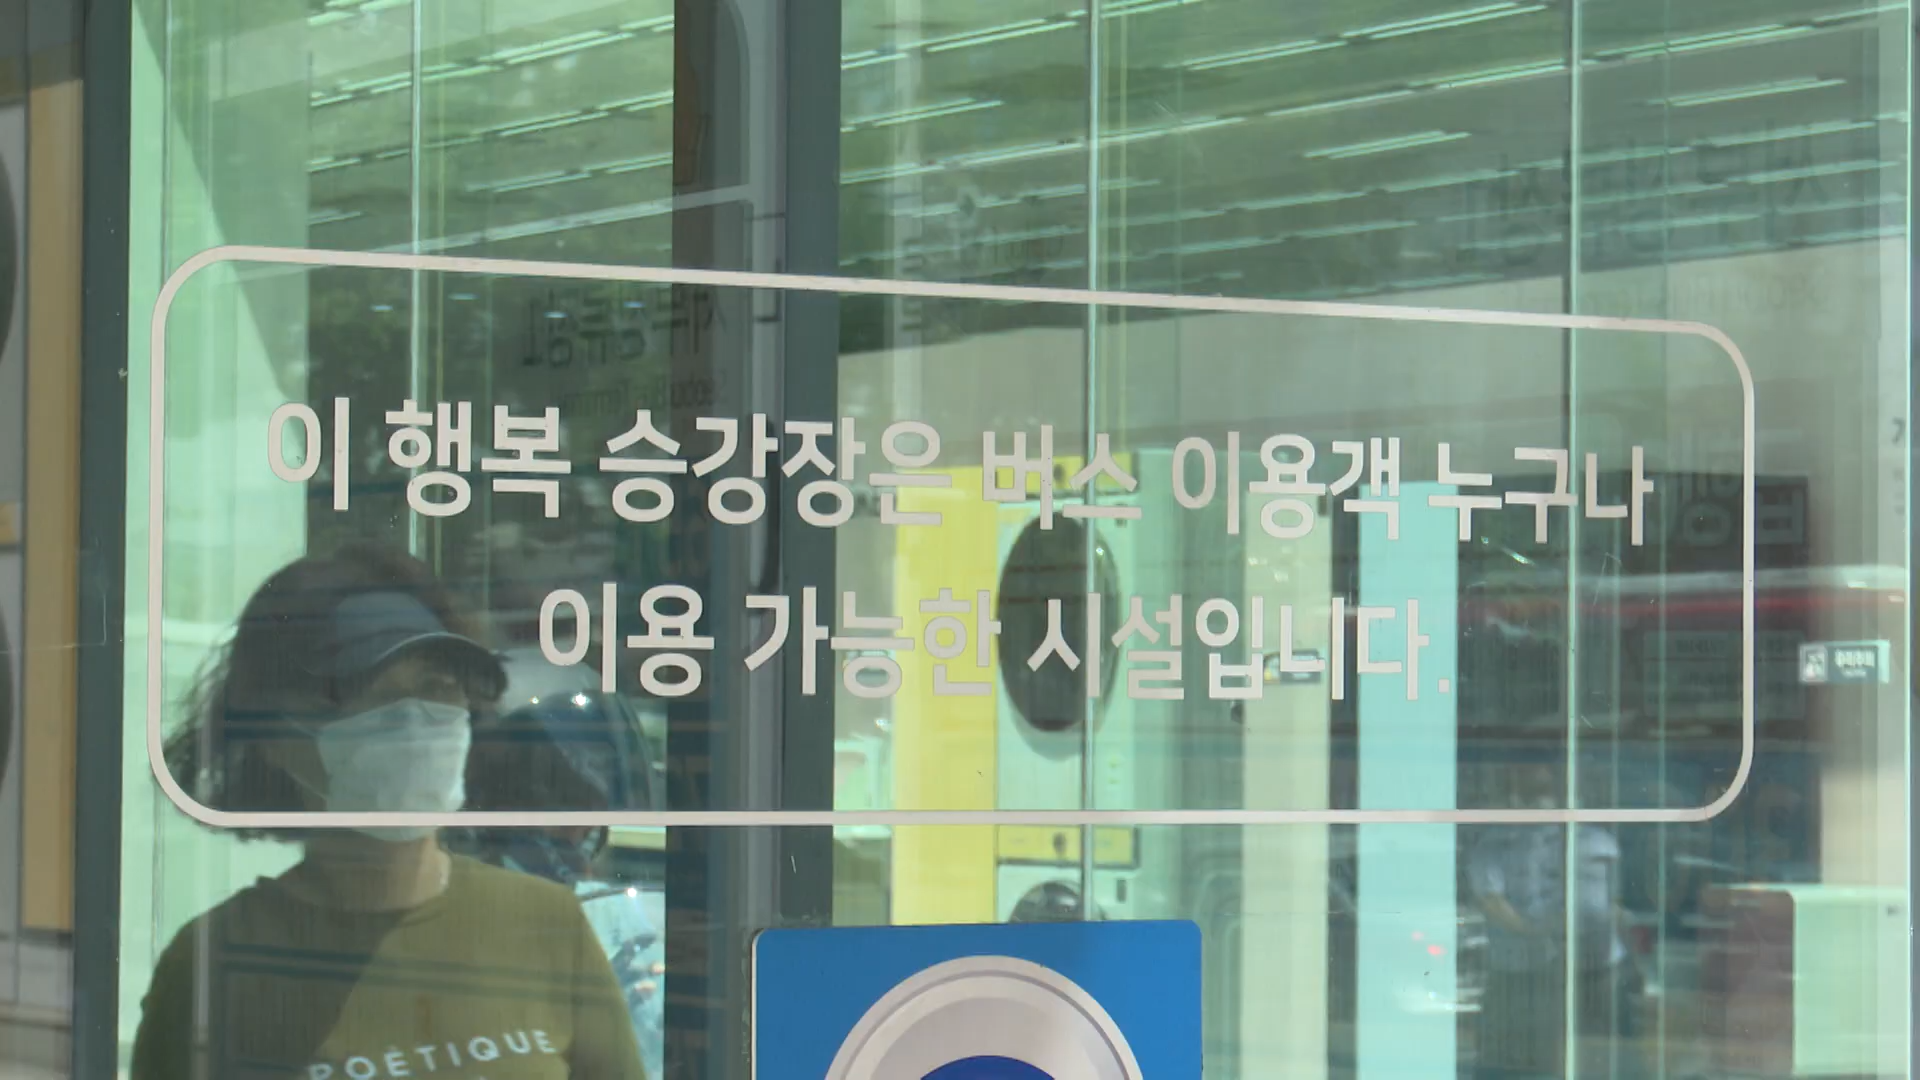 이 행복 승강장은 버스 이용객 누구나
이용 가능한 시설입니다.
POÉTIQUE